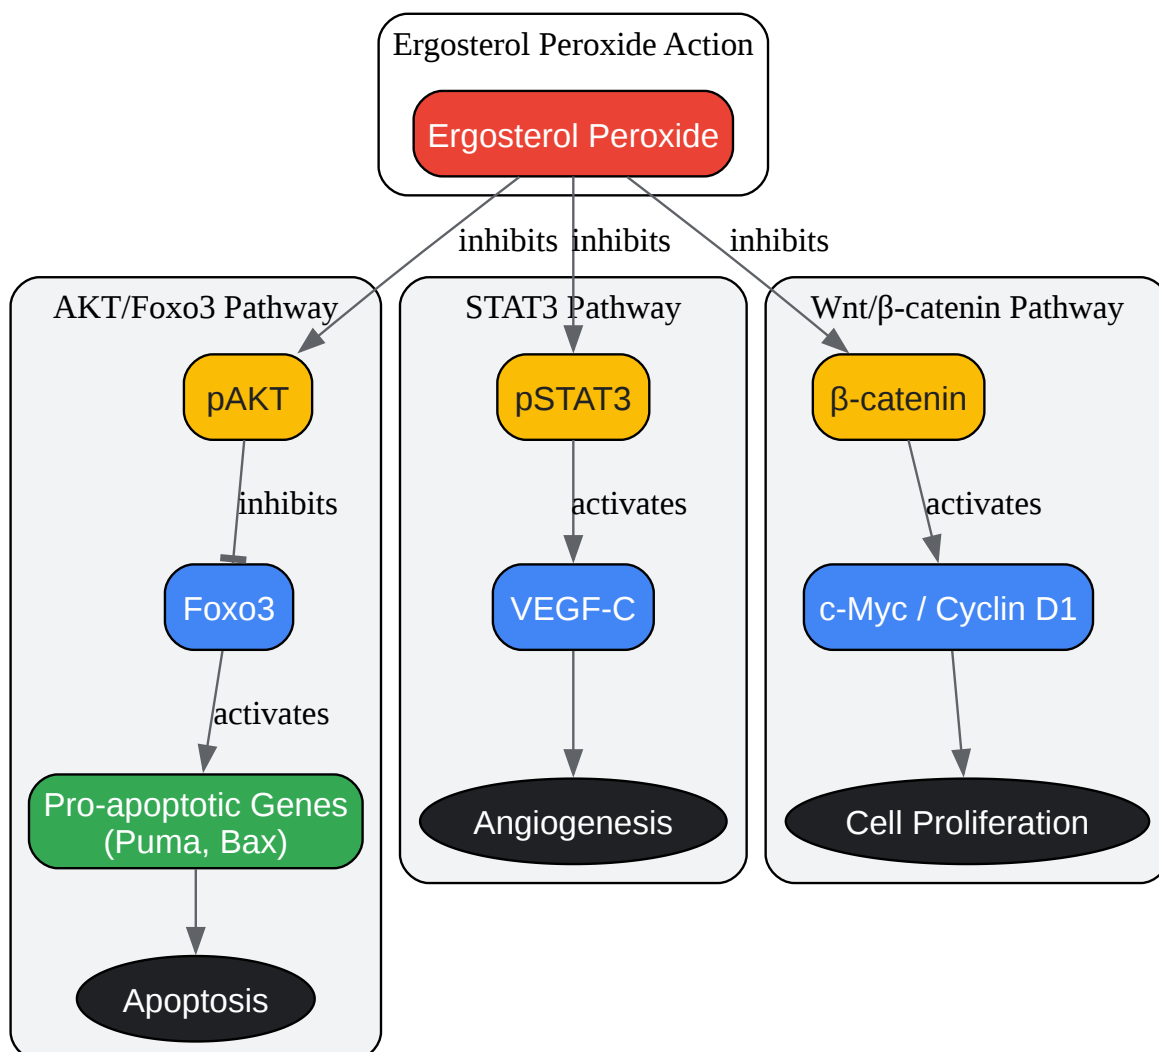 Ergosterol Peroxide Action
Ergosterol Peroxide
inhibits
inhibits
inhibits
AKT/Foxo3 Pathway
STAT3 Pathway
Wnt/β-catenin Pathway
pAKT
pSTAT3
β-catenin
inhibits
activates
activates
Foxo3
VEGF-C
c-Myc / Cyclin D1
activates
Pro-apoptotic Genes
(Puma, Bax)
Angiogenesis
Cell Proliferation
Apoptosis